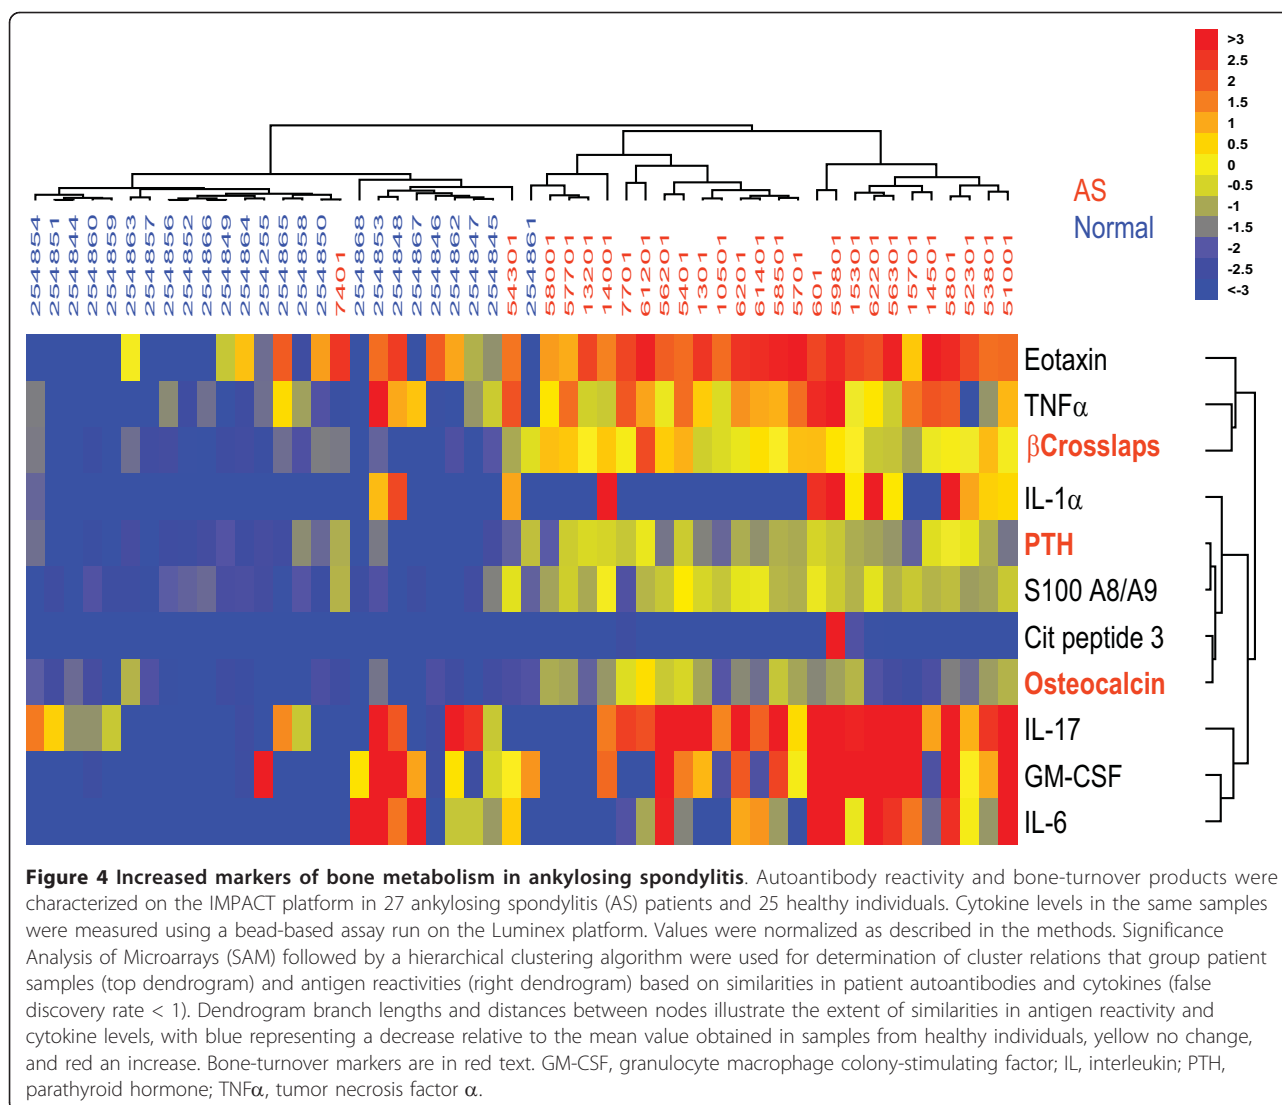 >3
2.5
2
1.5
1
0.5
0
-0.5
-1
-1.5
-2
-2.5
<-3
AS
Normal
254854
254851
254844
254860
254859
254863
254857
254856
254852
254866
254849
254864
254255
254865
254858
254850
7401
254868
254853
254848
254867
254846
254862
254847
254845
54301
254861
58001
57701
13201
14001
7701
61201
56201
5401
1301
10501
6201
61401
58501
5701
601
59801
15301
62201
56301
15701
14501
5801
52301
53801
51001
Eotaxin
TNFα
βCrosslaps
IL-1α
PTH
S100 A8/A9
Cit peptide 3
Osteocalcin
IL-17
GM-CSF
IL-6
Figure 4 Increased markers of bone metabolism in ankylosing spondylitis. Autoantibody reactivity and bone-turnover products were
characterized on the IMPACT platform in 27 ankylosing spondylitis (AS) patients and 25 healthy individuals. Cytokine levels in the same samples
were measured using a bead-based assay run on the Luminex platform. Values were normalized as described in the methods. Significance
Analysis of Microarrays (SAM) followed by a hierarchical clustering algorithm were used for determination of cluster relations that group patient
samples (top dendrogram) and antigen reactivities (right dendrogram) based on similarities in patient autoantibodies and cytokines (false
discovery rate < 1). Dendrogram branch lengths and distances between nodes illustrate the extent of similarities in antigen reactivity and
cytokine levels, with blue representing a decrease relative to the mean value obtained in samples from healthy individuals, yellow no change,
and red an increase. Bone-turnover markers are in red text. GM-CSF, granulocyte macrophage colony-stimulating factor; IL, interleukin; PTH,
parathyroid hormone; TNFα, tumor necrosis factor α.